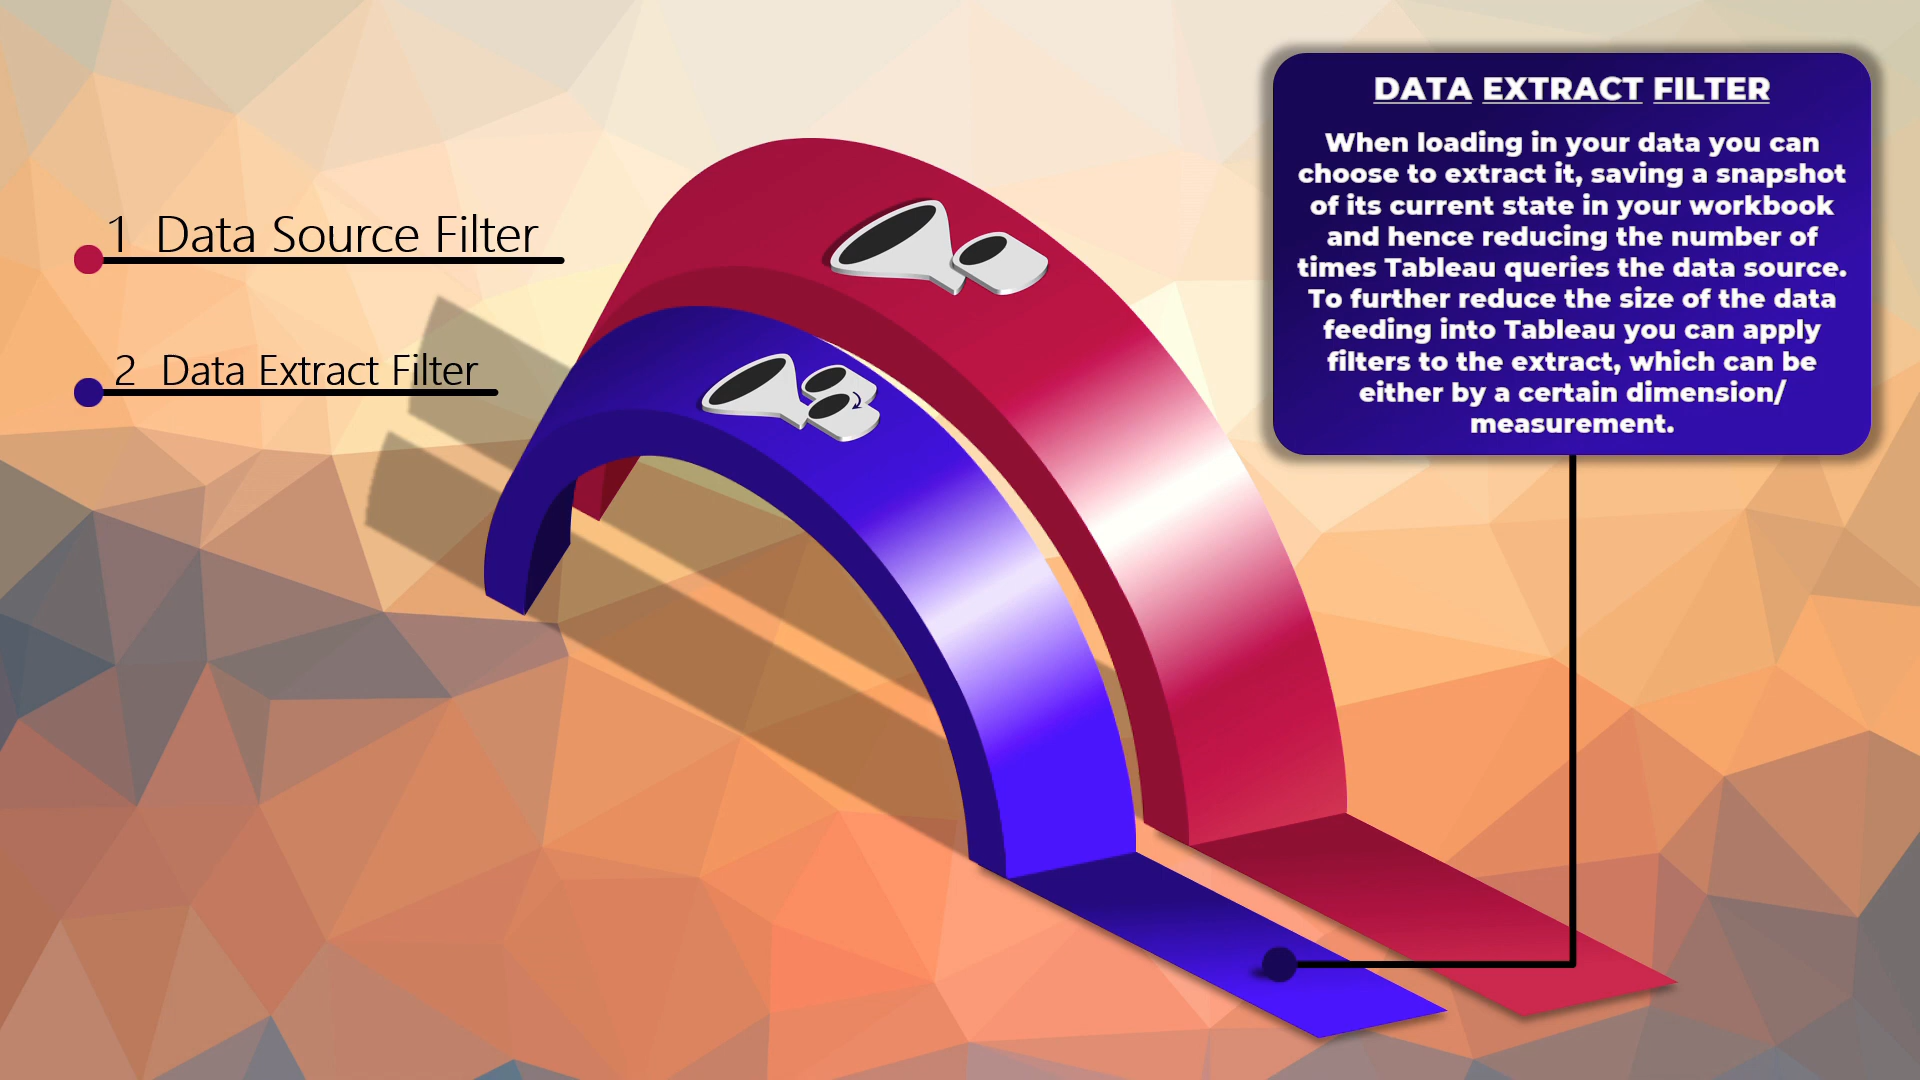 1 Data Source Filter
2 Data Extract Filter
DATA EXTRACT FILTER
When loading in your data you can
choose to extract it, saving a snapshot
of its current state in your workbook
and hence reducing the number of
times Tableau queries the data source.
To further reduce the size of the data
feeding into Tableau you can apply
filters to the extract, which can be
either by a certain dimension/
measurement.